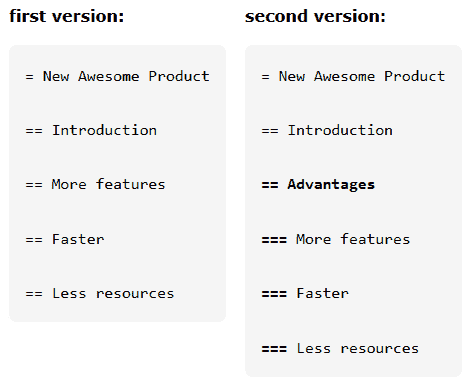 first version:
= New Awesome Product
== Introduction
== More features
== Faster
== Less resources
second version:
= New Awesome Product
== Introduction
== Advantages
=== More features
=== Faster
=== Less resources